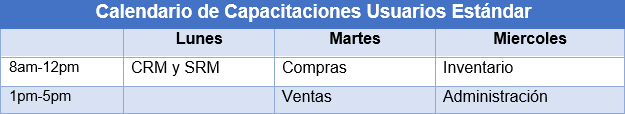 Calendario de Capacitaciones Usuarios Estándar
Lunes Martes Miercoles
8am-12pm CRM y SRM Compras Inventario
1pm-5pm Ventas Administración